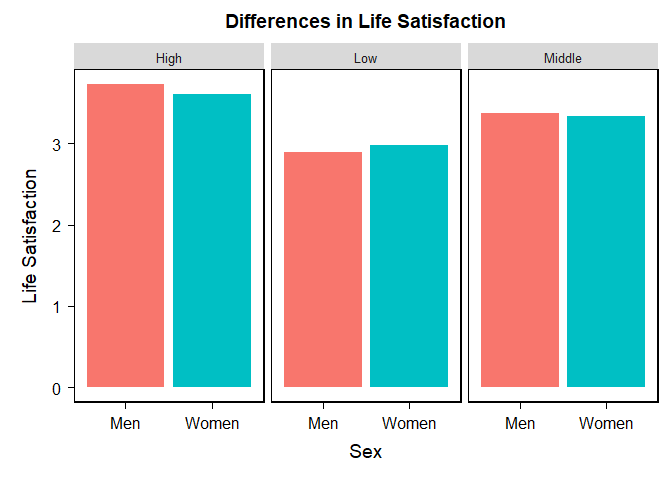 Differences in Life Satisfaction
High Low Middle
Life Satisfaction
3
2
1
0
Men Women Men Women Men Women
Sex